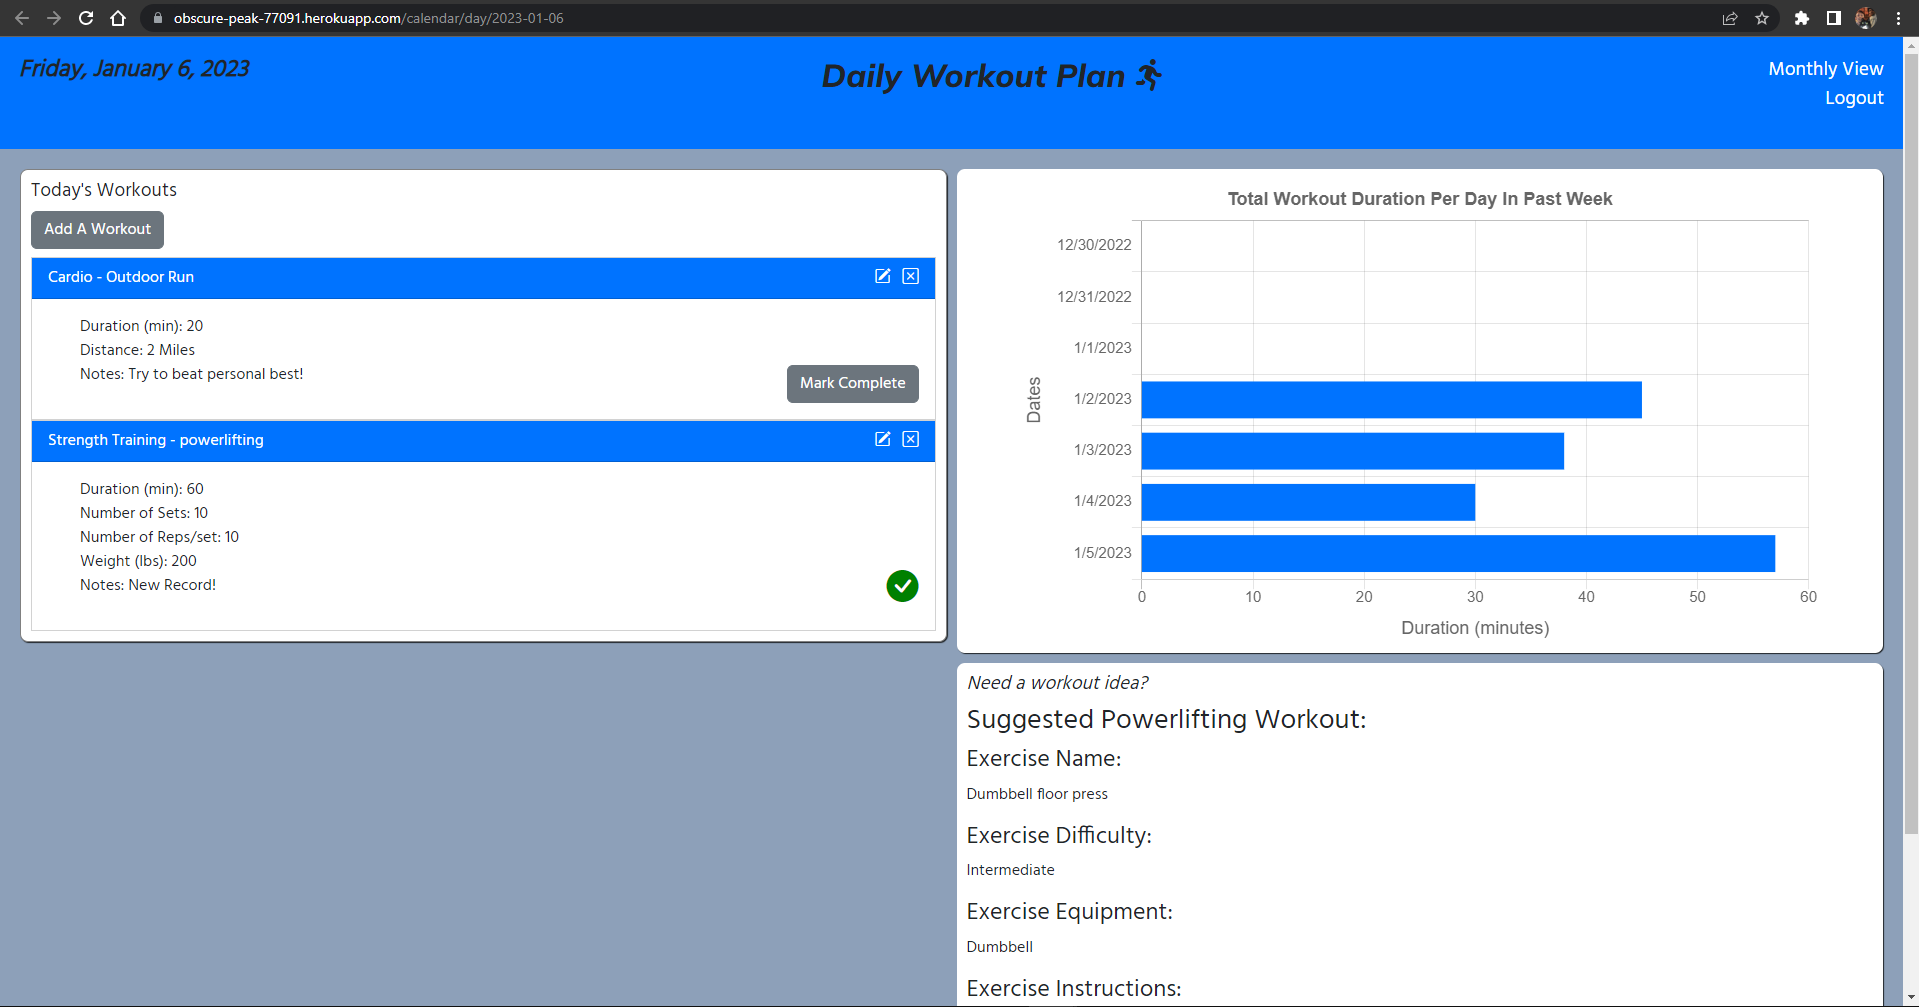 obscure-peak-77091.herokuapp.com/calendar/day/2023-01-06
Friday, January 6, 2023
Daily Workout Plan
Monthly View
Logout
Today's Workouts
Add A Workout
Cardio - Outdoor Run
Duration (min): 20
Distance: 2 Miles
Notes: Try to beat personal best!
Mark Complete
Strength Training - powerlifting
Duration (min): 60
Number of Sets: 10
Number of Reps/set: 10
Weight (lbs): 200
Notes: New Record!
Total Workout Duration Per Day In Past Week
Dates
12/30/2022
12/31/2022
1/1/2023
1/2/2023
1/3/2023
1/4/2023
1/5/2023
0 10 20 30 40 50 60
Duration (minutes)
Need a workout idea?
Suggested Powerlifting Workout:
Exercise Name:
Dumbbell floor press
Exercise Difficulty:
Intermediate
Exercise Equipment:
Dumbbell
Exercise Instructions: